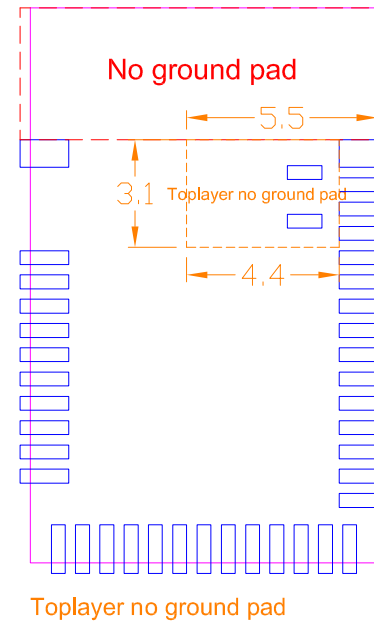 No ground pad
5.5
3.1
Toplayer no ground pad
4.4
Toplayer no ground pad